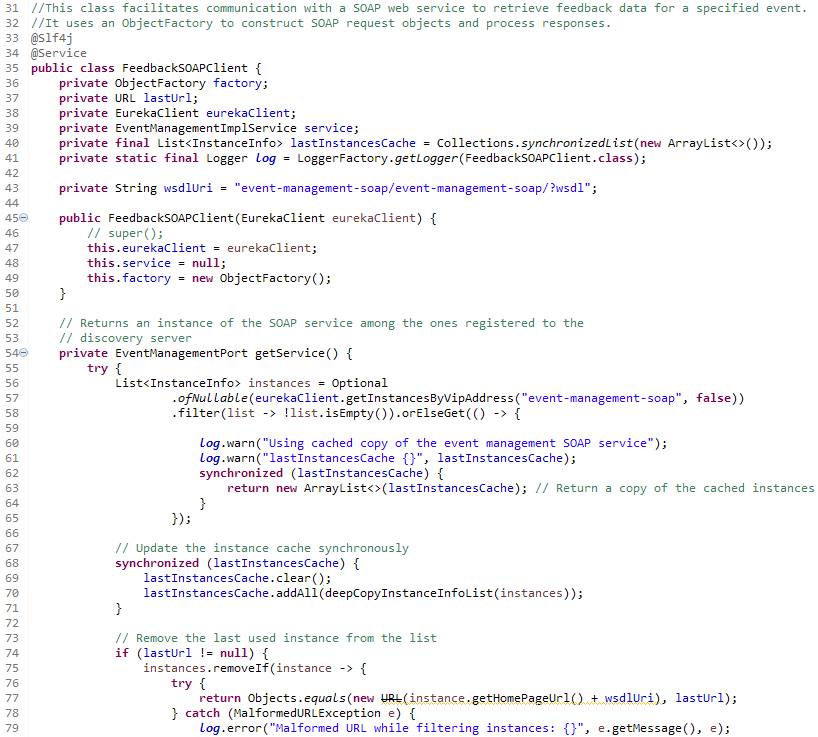 31 //This class facilitates communication with a SOAP web service to retrieve feedback data for a specified event.
32 //It uses an ObjectFactory to construct SOAP request objects and process responses.
33 @Slf4j
34 @Service
35 public class FeedbackSOAPClient {
36     private ObjectFactory factory;
37     private URL lastUrl;
38     private EurekaClient eurekaClient;
39     private EventManagementImplService service;
40     private final List<InstanceInfo> lastInstancesCache = Collections.synchronizedList(new ArrayList<>());
41     private static final Logger log = LoggerFactory.getLogger(FeedbackSOAPClient.class);
42
43     private String wsdlUri = "event-management-soap/event-management-soap/?wsdl";
44
45     public FeedbackSOAPClient(EurekaClient eurekaClient) {
46         // super();
47         this.eurekaClient = eurekaClient;
48         this.service = null;
49         this.factory = new ObjectFactory();
50     }
51
52     // Returns an instance of the SOAP service among the ones registered to the
53     // discovery server
54     private EventManagementPort getService() {
55         try {
56             List<InstanceInfo> instances = Optional
57                     .ofNullable(eurekaClient.getInstancesByVipAddress("event-management-soap", false))
58                     .filter(list -> !list.isEmpty()).orElseGet(() -> {
59
60                         log.warn("Using cached copy of the event management SOAP service");
61                         log.warn("lastInstancesCache {}", lastInstancesCache);
62                         synchronized (lastInstancesCache) {
63                             return new ArrayList<>(lastInstancesCache); // Return a copy of the cached instances
64                         }
65                     });
66
67             // Update the instance cache synchronously
68             synchronized (lastInstancesCache) {
69                 lastInstancesCache.clear();
70                 lastInstancesCache.addAll(deepCopyInstanceInfoList(instances));
71             }
72
73             // Remove the last used instance from the list
74             if (lastUrl != null) {
75                 instances.removeIf(instance -> {
76                     try {
77                         return Objects.equals(new URL(instance.getHomePageUrl() + wsdlUri), lastUrl);
78                     } catch (MalformedURLException e) {
79                         log.error("Malformed URL while filtering instances: {}", e.getMessage(), e);